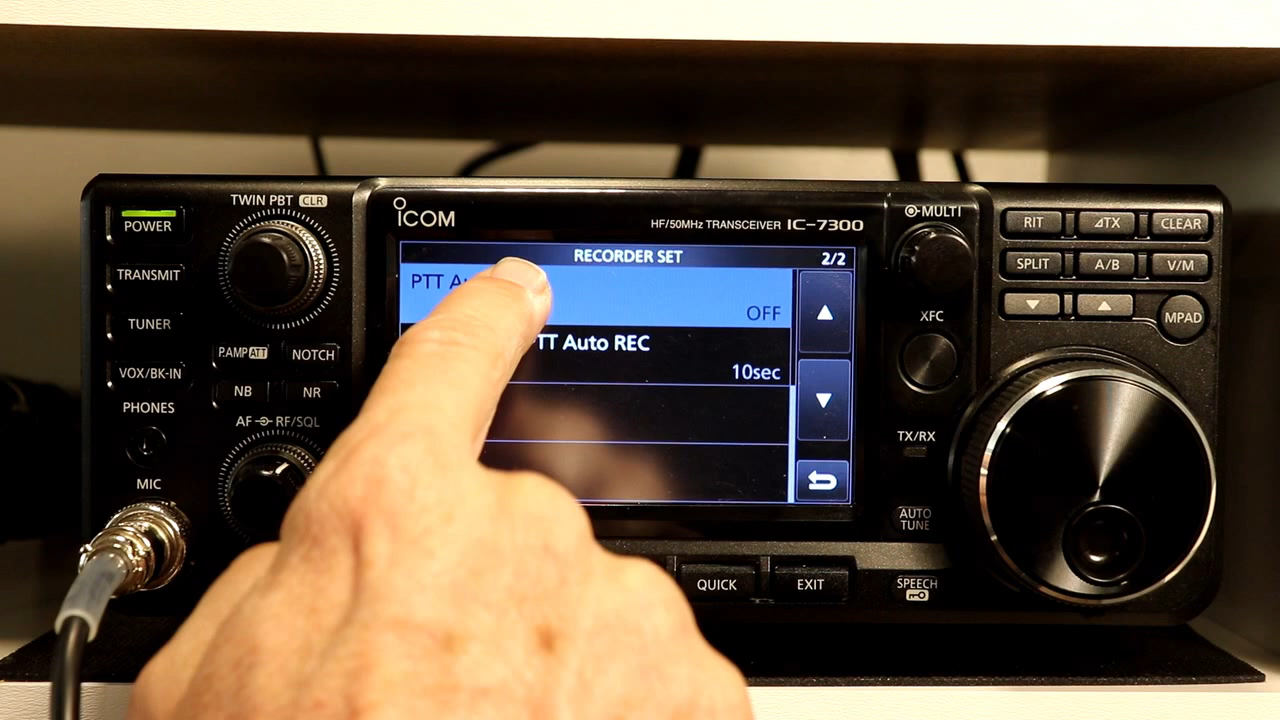 TWIN PBT CLR
POWER
TRANSMIT
TUNER
VOX/BK-IN
PHONES
MIC
P.AMP ATT
NOTCH
NB
NR
AF RF/SQL
ICOM
HF/50MHz TRANSCEIVER IC-7300
RECORDER SET 2/2
PTT
OFF
PTT Auto REC
10sec
QUICK
EXIT
MULTI
XFC
TX/RX
AUTO
TUNE
SPEECH
RIT
⊿TX
CLEAR
SPLIT
A/B
V/M
MPAD